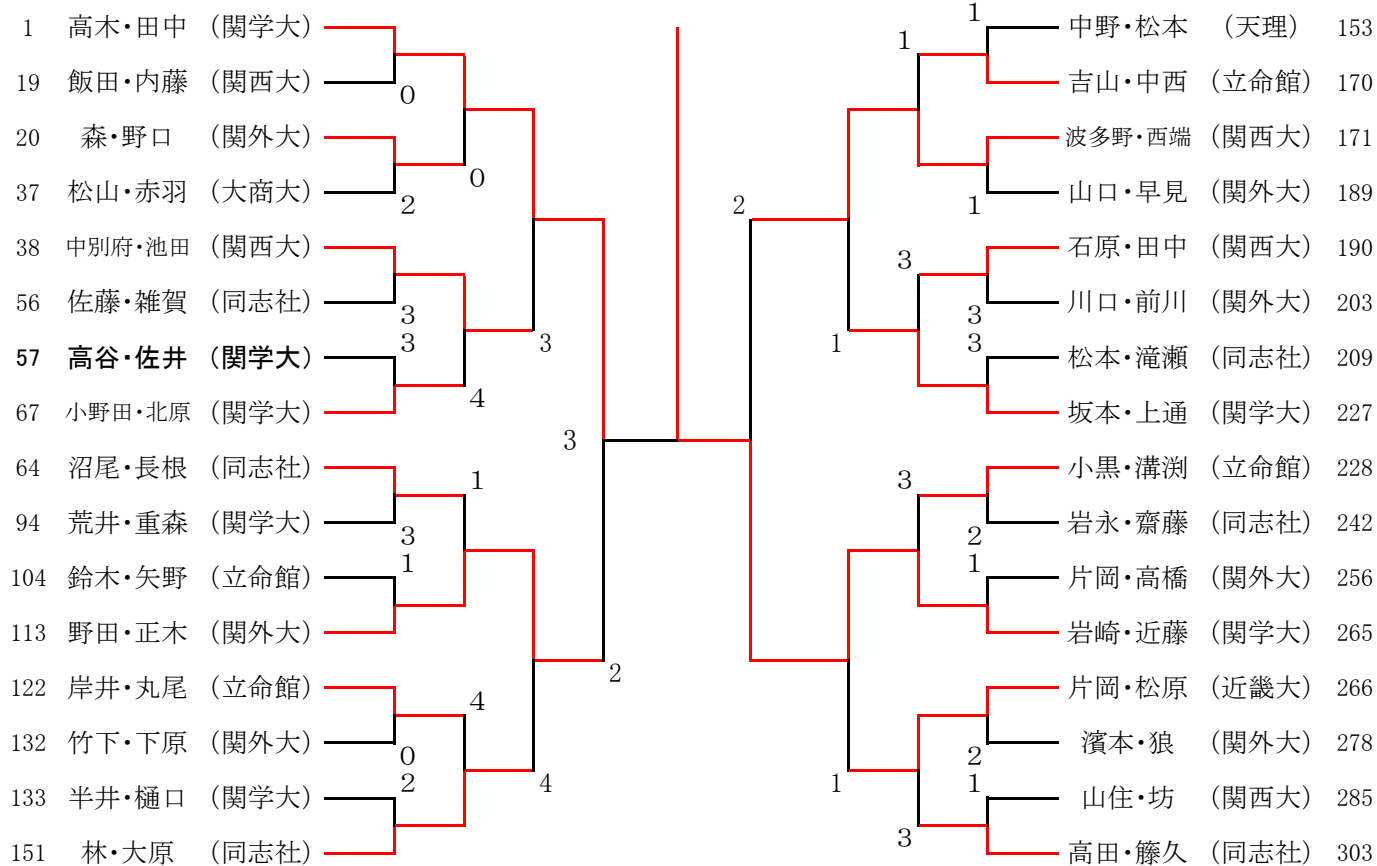 1 高木・田中 (関学大)
19 飯田・内藤 (関西大)
0
20 森・野口 (関外大)
0
37 松山・赤羽 (大商大)
2
38 中別府・池田 (関西大)
56 佐藤・雑賀 (同志社)
3
57 高谷・佐井 (関学大)
3
3
67 小野田・北原 (関学大)
4
3
64 沼尾・長根 (同志社)
1
94 荒井・重森 (関学大)
3
104 鈴木・矢野 (立命館)
1
113 野田・正木 (関外大)
2
122 岸井・丸尾 (立命館)
4
132 竹下・下原 (関外大)
0
133 半井・樋口 (関学大)
2
4
151 林・大原 (同志社)
1
中野・松本 (天理) 153
1
吉山・中西 (立命館) 170
波多野・西端 (関西大) 171
山口・早見 (関外大) 189
1
2
石原・田中 (関西大) 190
3
川口・前川 (関外大) 203
3
松本・滝瀬 (同志社) 209
3
1
坂本・上通 (関学大) 227
小黒・溝渕 (立命館) 228
3
岩永・齋藤 (同志社) 242
2
片岡・高橋 (関外大) 256
1
岩崎・近藤 (関学大) 265
片岡・松原 (近畿大) 266
濱本・狼 (関外大) 278
2
山住・坊 (関西大) 285
1
1
高田・籐久 (同志社) 303
3